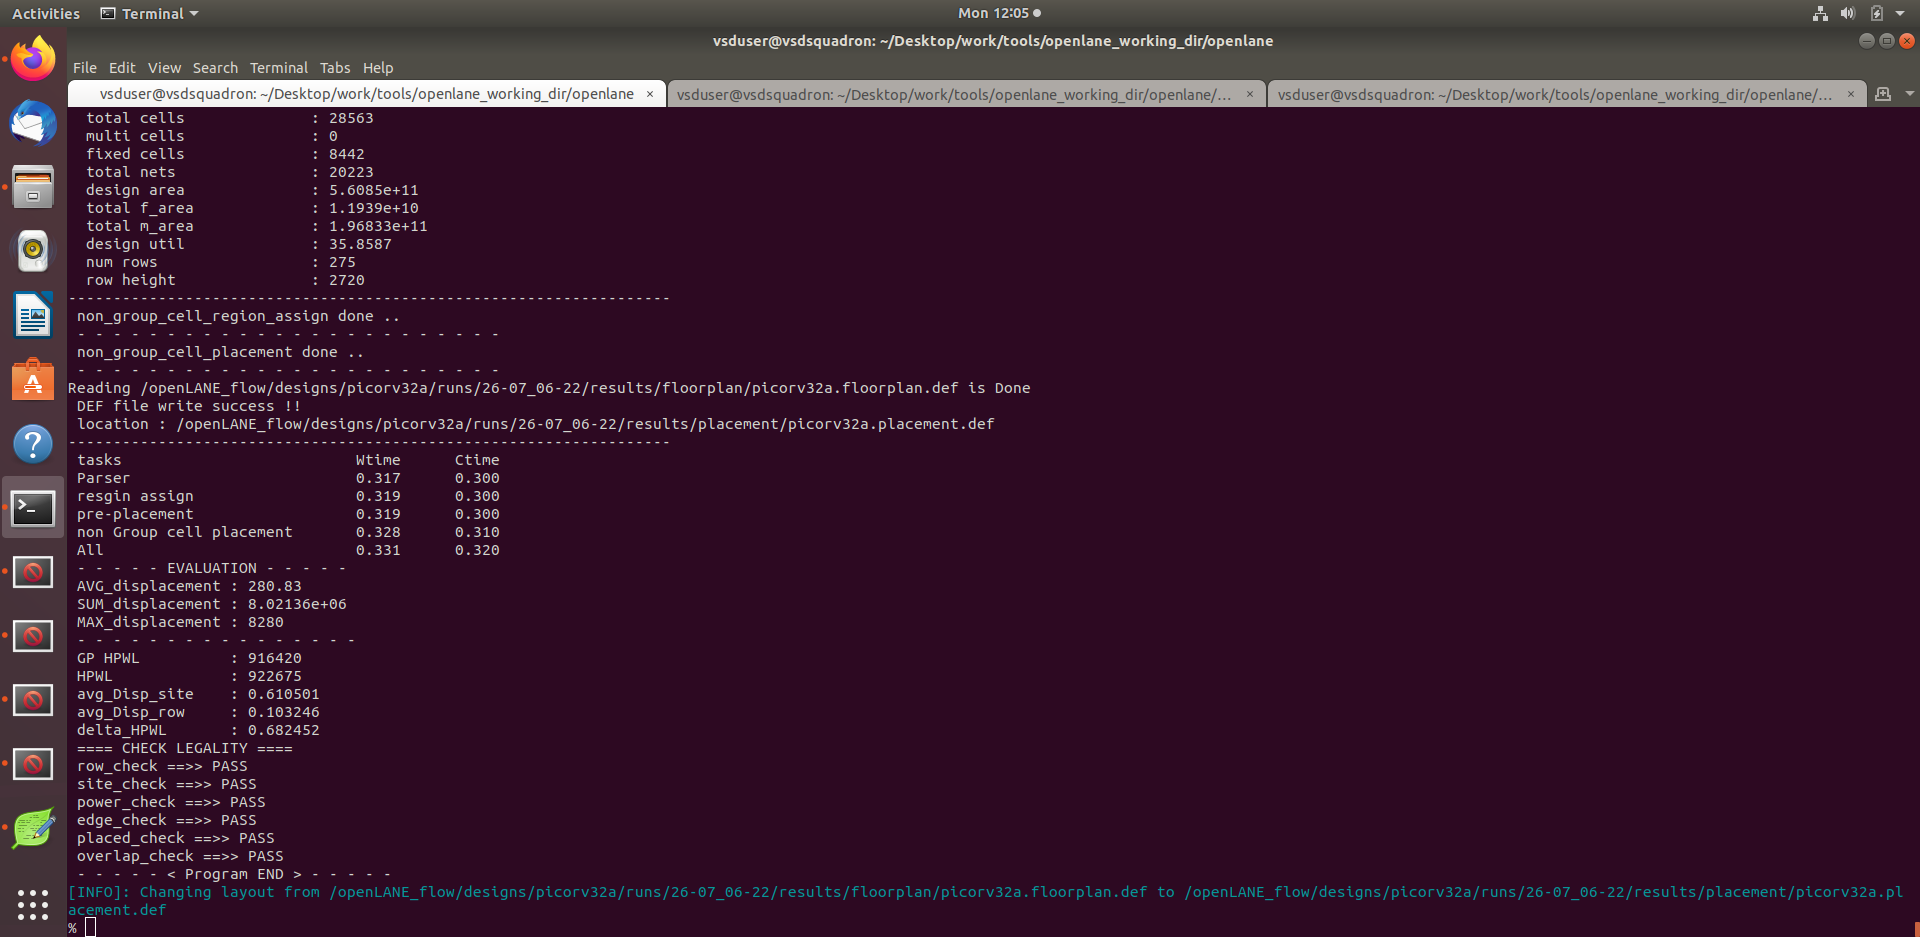 Activities
Terminal
Mon 12:05
vsduser@vsdsquadron: ~/Desktop/work/tools/openlane_working_dir/openlane
File Edit View Search Terminal Tabs Help
vsduser@vsdsquadron: ~/Desktop/work/tools/openlane_working_dir/openlane ×
vsduser@vsdsquadron: ~/Desktop/work/tools/openlane_working_dir/openlane/... ×
vsduser@vsdsquadron: ~/Desktop/work/tools/openlane_working_dir/openlane/... ×
total cells : 28563
multi cells : 0
fixed cells : 8442
total nets : 20223
design area : 5.6085e+11
total f_area : 1.1939e+10
total m_area : 1.96833e+11
design util : 35.8587
num rows : 275
row height : 2720
-------------------------------------------------------------------
non_group_cell_region_assign done ..
- - - - - - - - - - - - - - - - - - - - - - - -
non_group_cell_placement done ..
- - - - - - - - - - - - - - - - - - - - - - - -
Reading /openLANE_flow/designs/picorv32a/runs/26-07_06-22/results/floorplan/picorv32a.floorplan.def is Done
DEF file write success !!
location : /openLANE_flow/designs/picorv32a/runs/26-07_06-22/results/placement/picorv32a.placement.def
-------------------------------------------------------------------
tasks Wtime Ctime
Parser 0.317 0.300
resgin assign 0.319 0.300
pre-placement 0.319 0.300
non Group cell placement 0.328 0.310
All 0.331 0.320
- - - - - EVALUATION - - - - -
AVG_displacement : 280.83
SUM_displacement : 8.02136e+06
MAX_displacement : 8280
- - - - - - - - - - - - - - - -
GP HPWL : 916420
HPWL : 922675
avg_Disp_site : 0.610501
avg_Disp_row : 0.103246
delta_HPWL : 0.682452
==== CHECK LEGALITY ====
row_check ==>> PASS
site_check ==>> PASS
power_check ==>> PASS
edge_check ==>> PASS
placed_check ==>> PASS
overlap_check ==>> PASS
- - - - - < Program END > - - - - -
[INFO]: Changing layout from /openLANE_flow/designs/picorv32a/runs/26-07_06-22/results/floorplan/picorv32a.floorplan.def to /openLANE_flow/designs/picorv32a/runs/26-07_06-22/results/placement/picorv32a.pl
acement.def
%